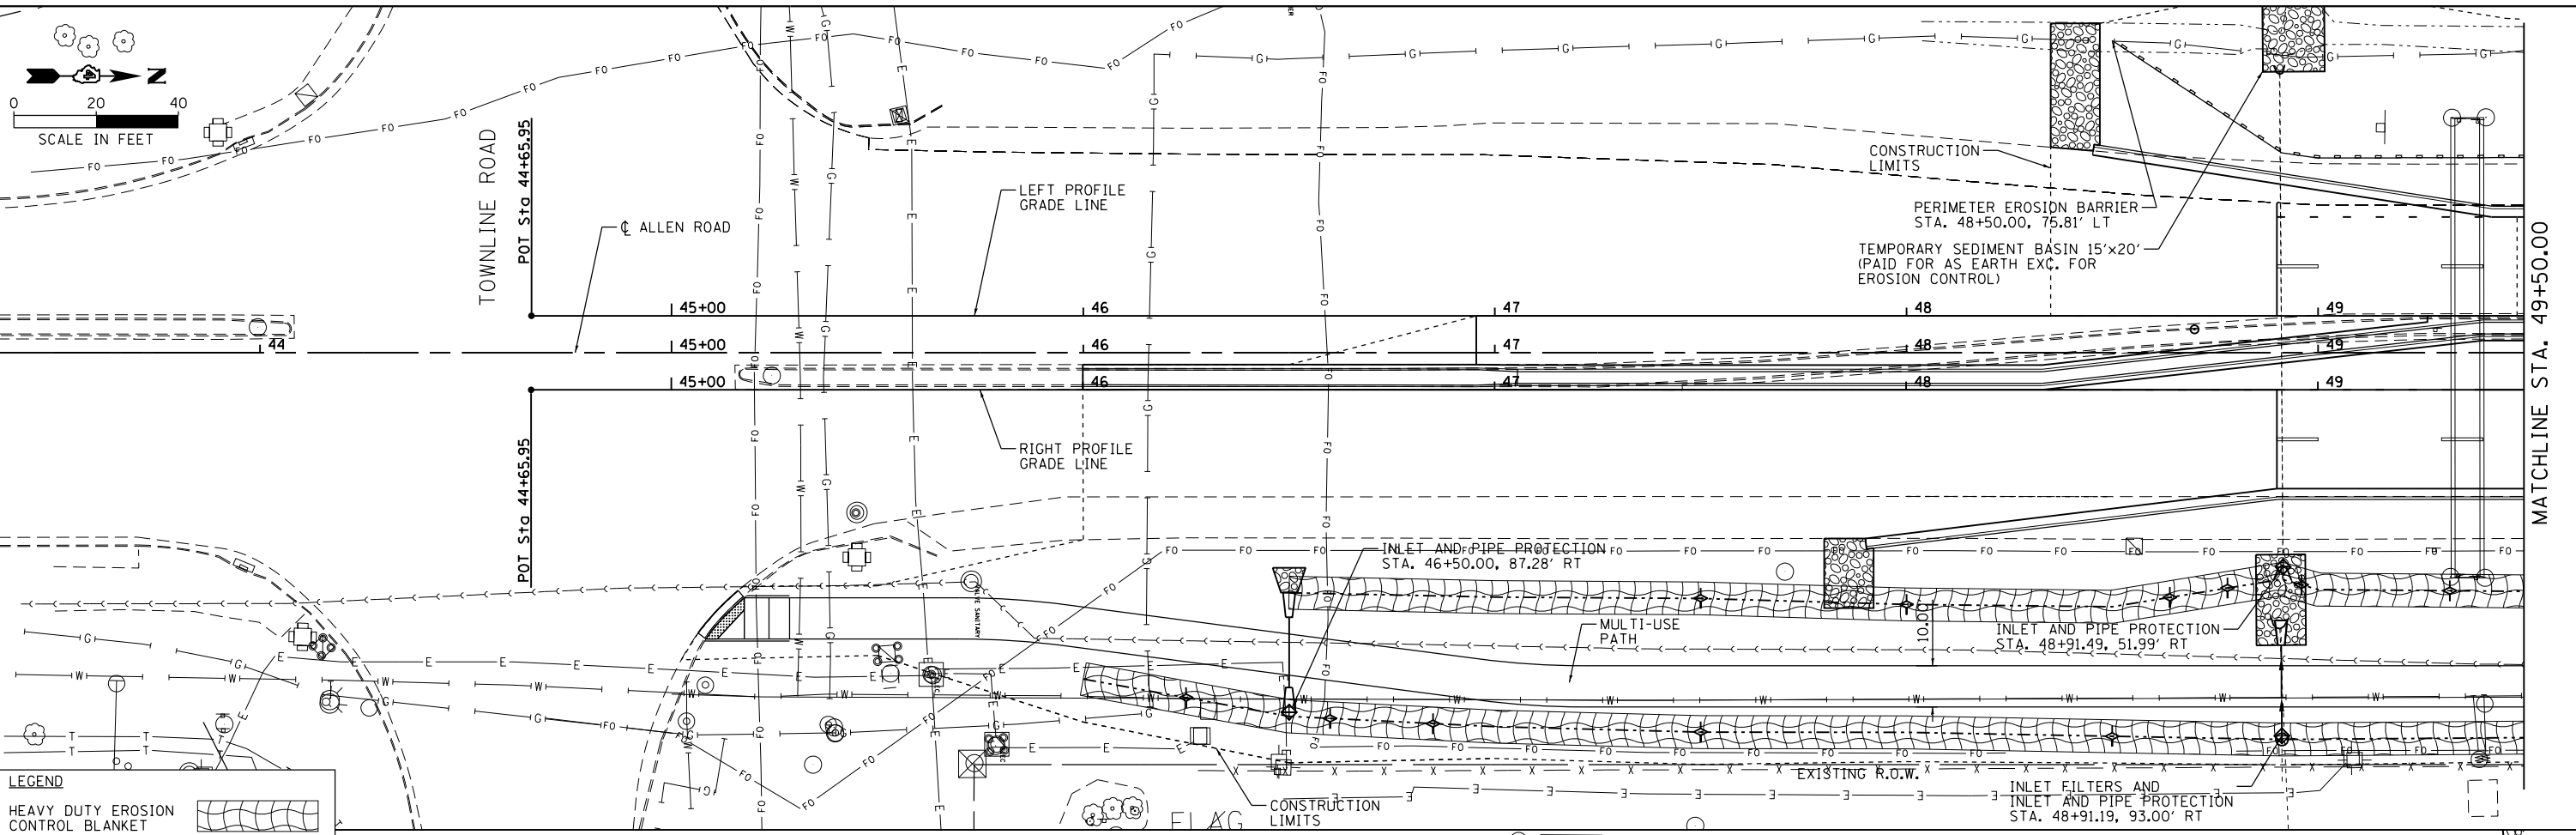 N
0 20 40
SCALE IN FEET
TOWNLINE ROAD
POT Sta 44+65.95
℄ ALLEN ROAD
LEFT PROFILE
GRADE LINE
CONSTRUCTION
LIMITS
PERIMETER EROSION BARRIER
STA. 48+50.00, 75.81' LT
TEMPORARY SEDIMENT BASIN 15'x20'
(PAID FOR AS EARTH EXC. FOR
EROSION CONTROL)
MATCHLINE STA. 49+50.00
45+00 46 47 48 49
44 45+00 46 47 48 49
45+00 46 47 48 49
RIGHT PROFILE
GRADE LINE
POT Sta 44+65.95
INLET AND PIPE PROTECTION
STA. 46+50.00, 87.28' RT
VALVE SANITARY
MULTI-USE
PATH
10.0'
INLET AND PIPE PROTECTION
STA. 48+91.49, 51.99' RT
EXISTING R.O.W.
CONSTRUCTION
LIMITS
INLET FILTERS AND
INLET AND PIPE PROTECTION
STA. 48+91.19, 93.00' RT
FLAG
LEGEND
HEAVY DUTY EROSION
CONTROL BLANKET